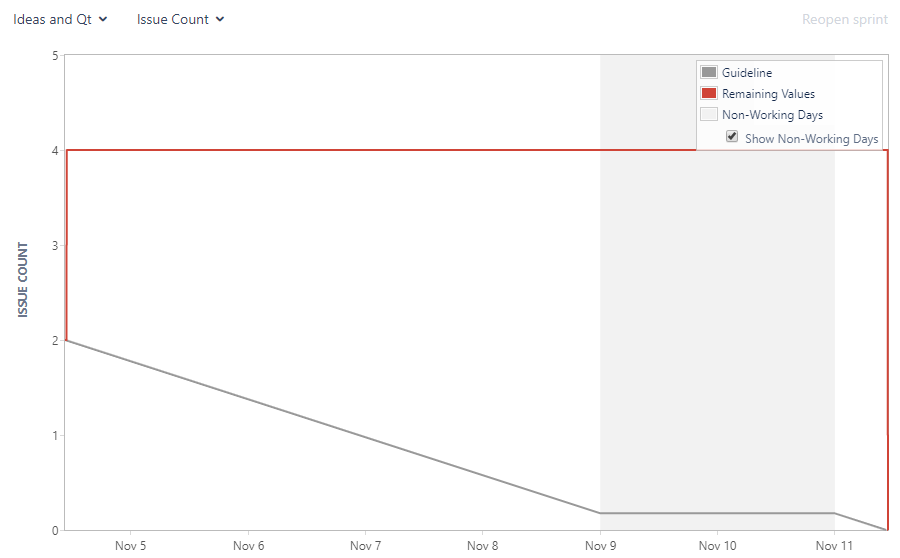 Ideas and Qt Issue Count Reopen sprint
5
Guideline
Remaining Values
Non-Working Days
Show Non-Working Days
4
3
ISSUE COUNT
2
1
0
Nov 5 Nov 6 Nov 7 Nov 8 Nov 9 Nov 10 Nov 11